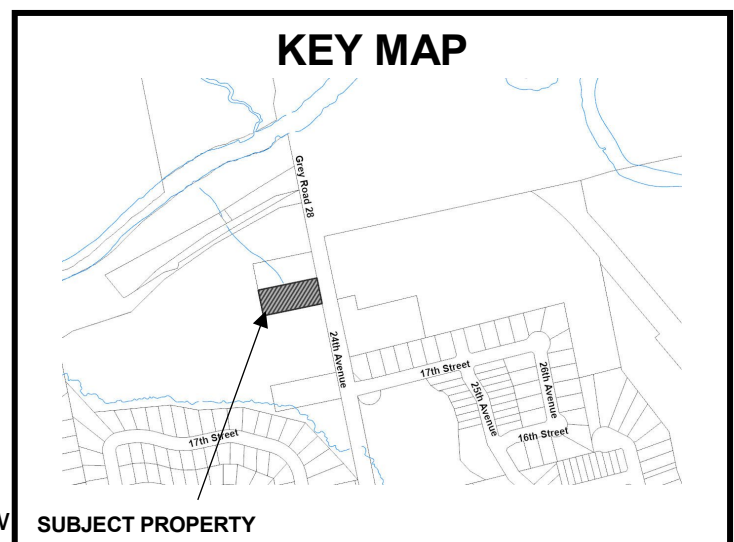 KEY MAP
Grey Road 28
24th Avenue
17th Street
25th Avenue
26th Avenue
16th Street
17th Street
SUBJECT PROPERTY